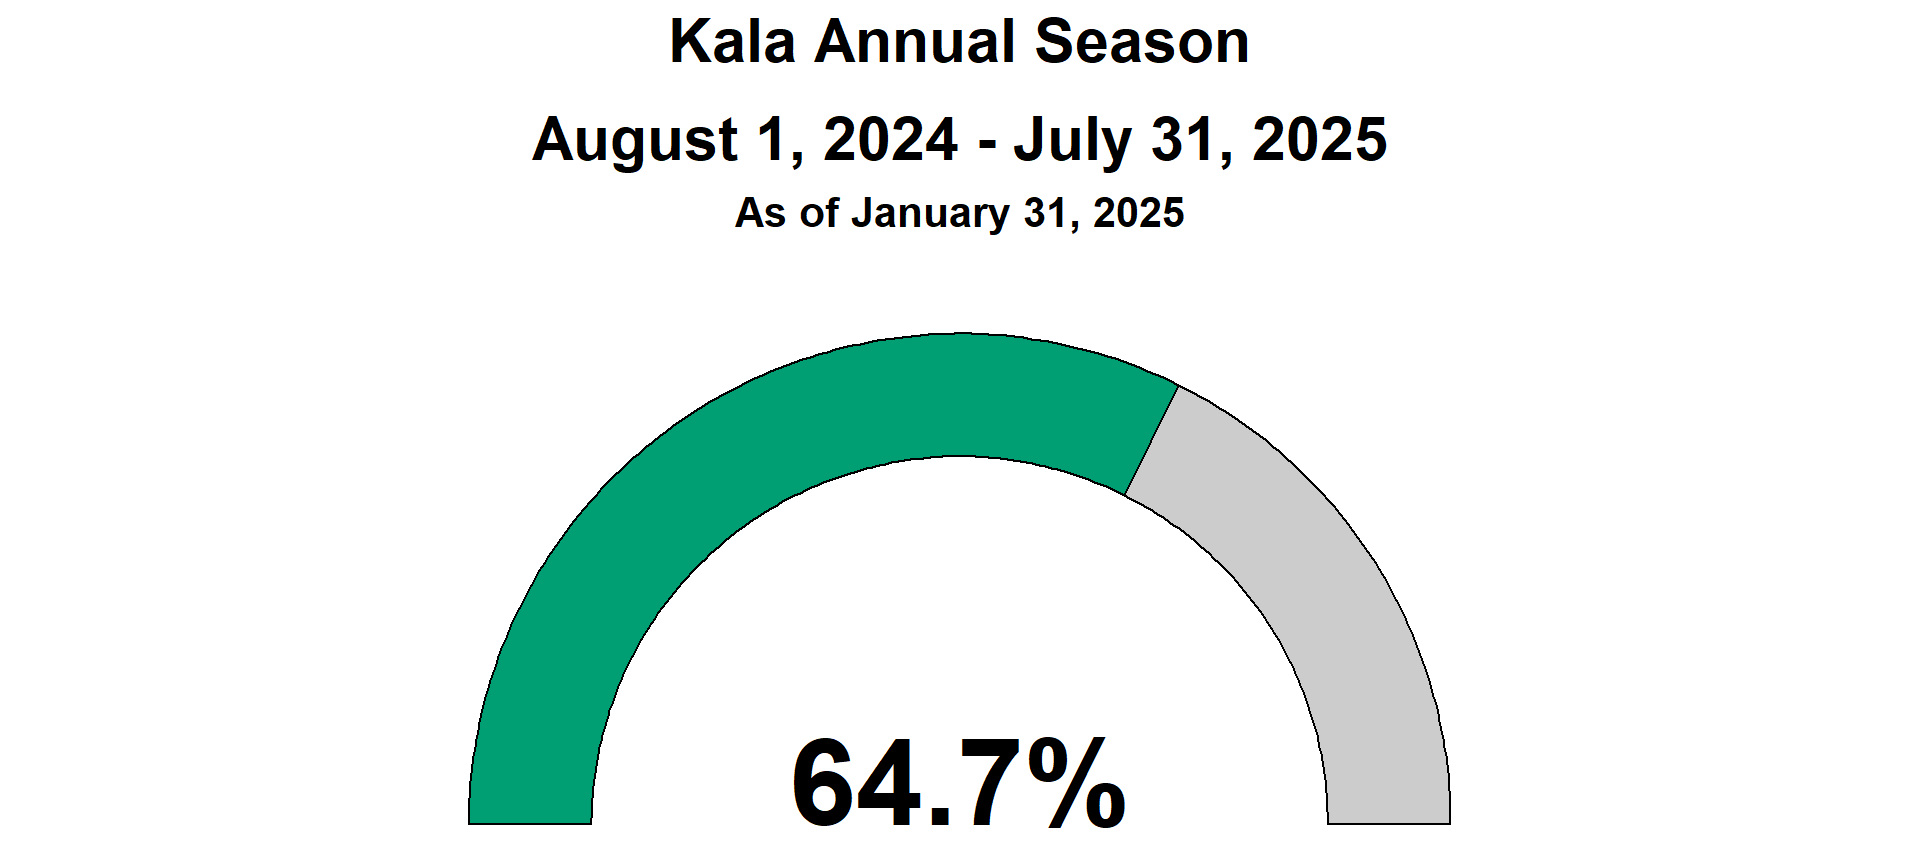 Kala Annual Season
August 1, 2024 - July 31, 2025
As of January 31, 2025
64.7%